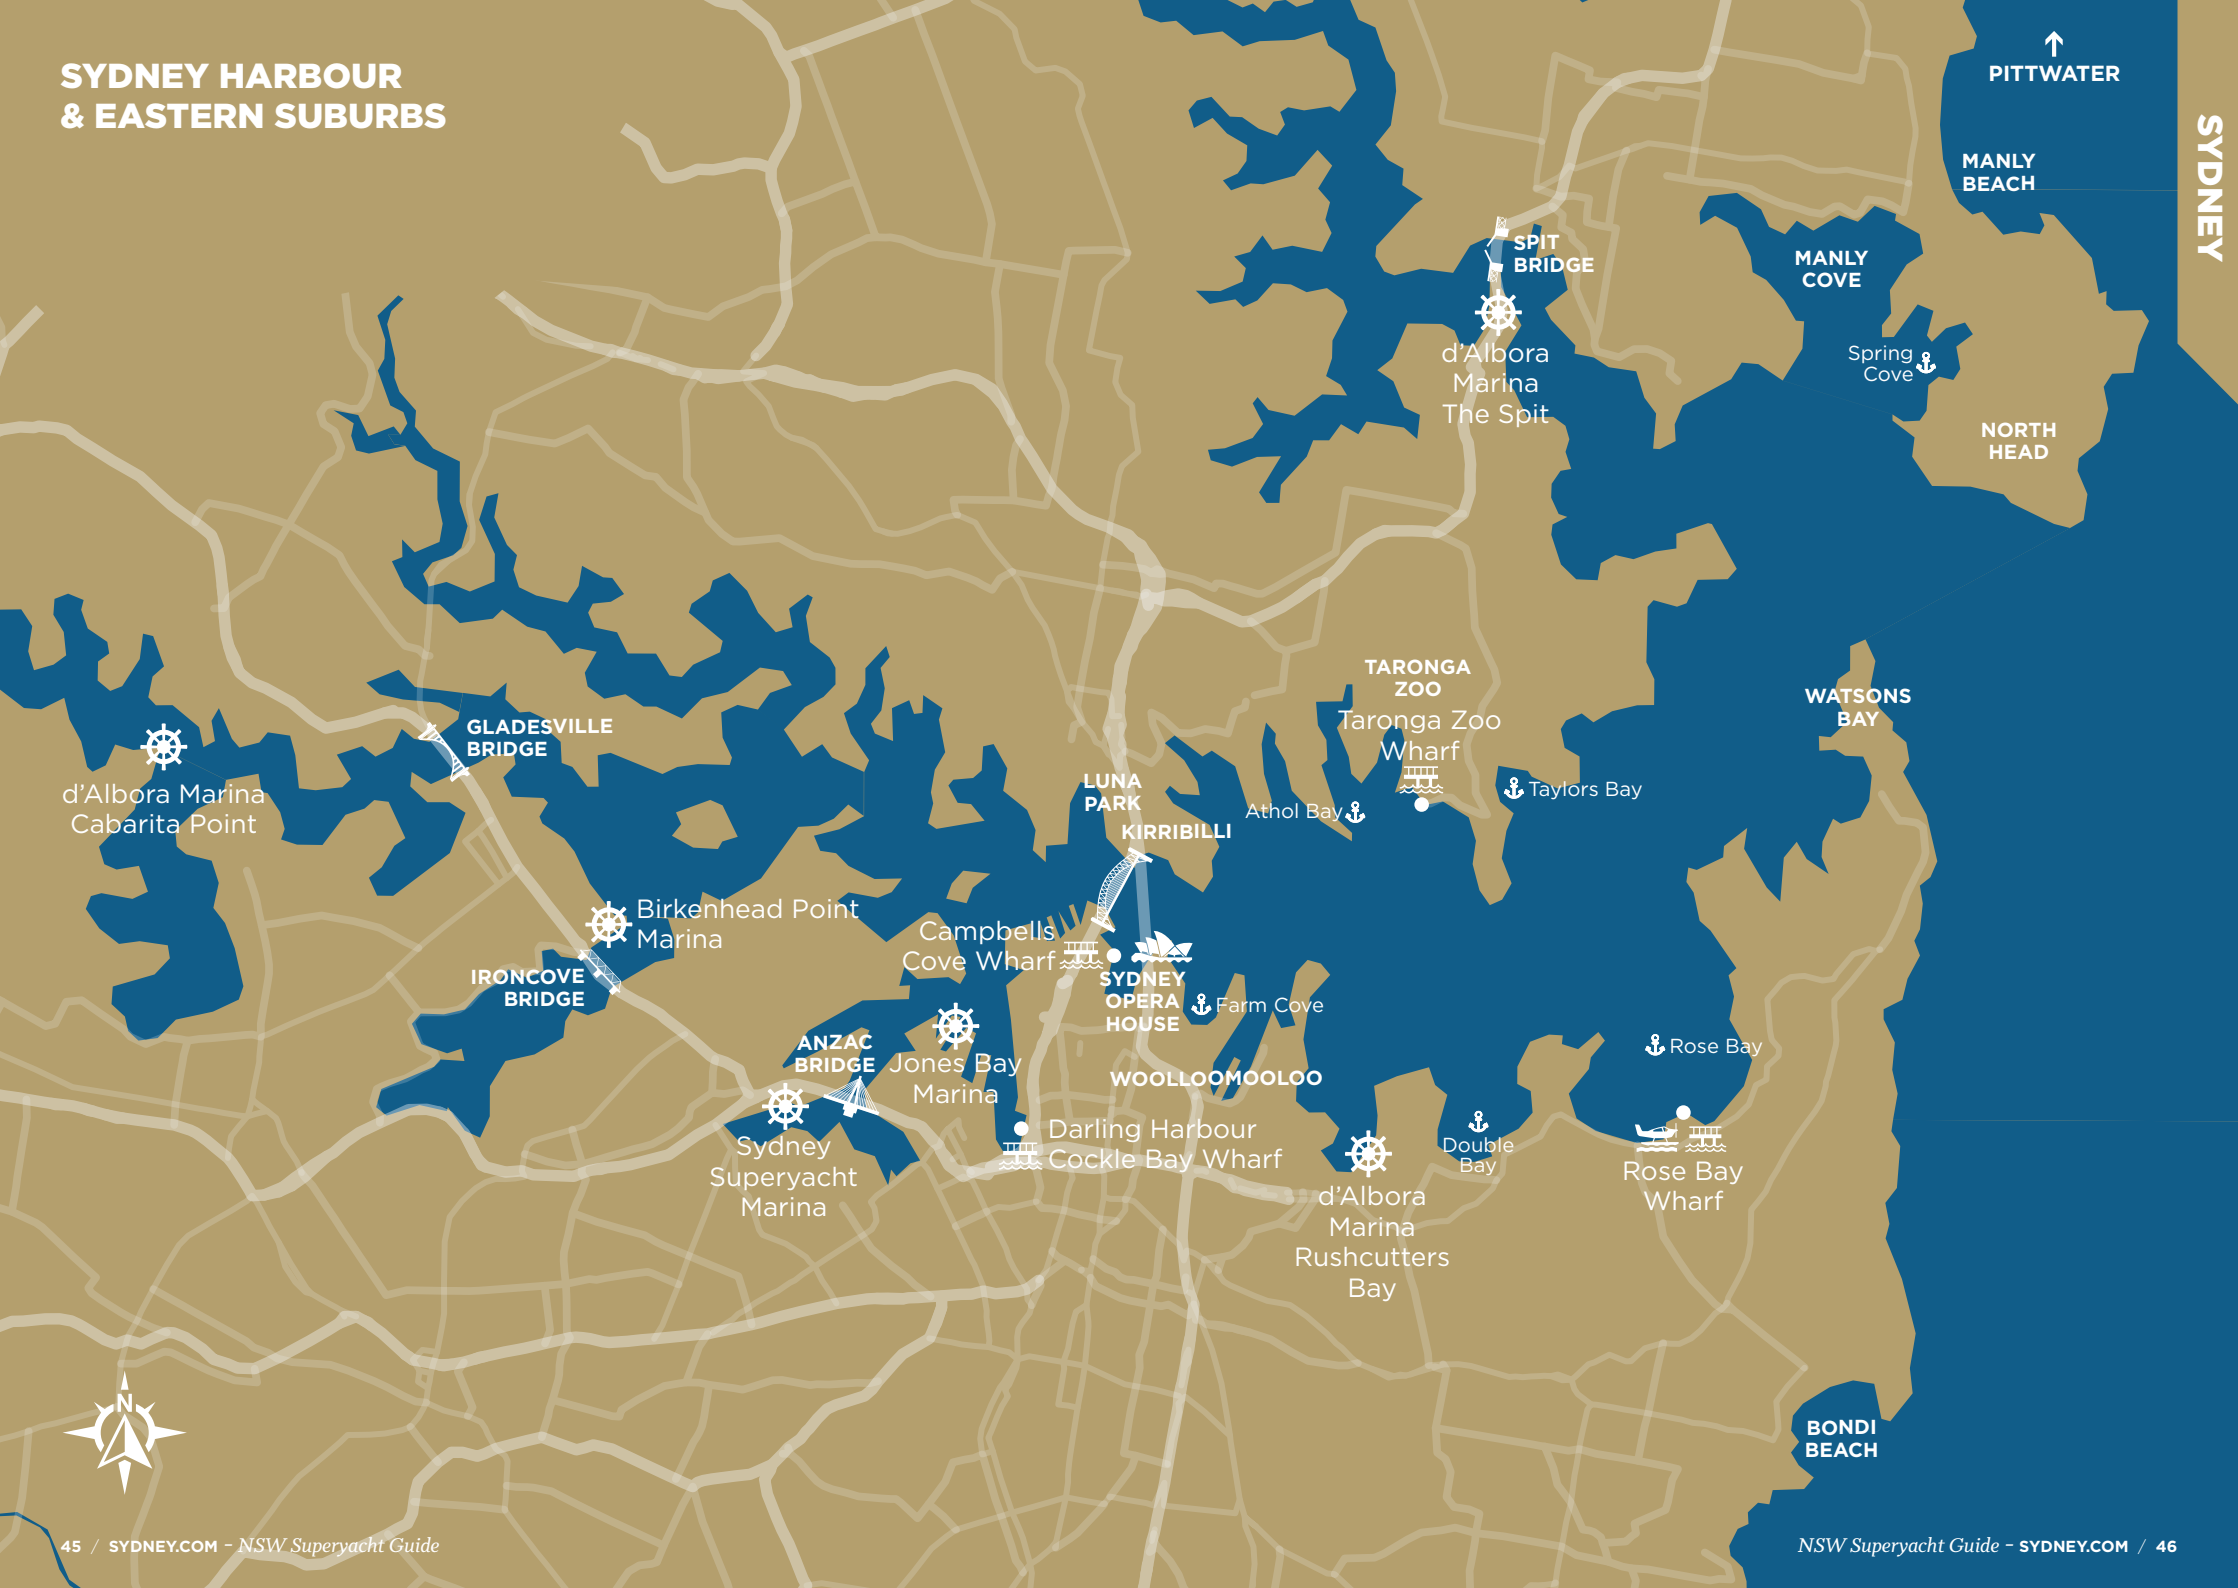 SYDNEY HARBOUR
& EASTERN SUBURBS
PITTWATER
SYDNEY
MANLY
BEACH
SPIT
BRIDGE
MANLY
COVE
d'Albora
Marina
The Spit
Spring
Cove
NORTH
HEAD
TARONGA
ZOO
Taronga Zoo
Wharf
WATSONS
BAY
GLADESVILLE
BRIDGE
d'Albora Marina
Cabarita Point
LUNA
PARK
KIRRIBILLI
Athol Bay
Taylors Bay
Birkenhead Point
Marina
Campbells
Cove Wharf
IRONCOVE
BRIDGE
SYDNEY
OPERA
HOUSE
Farm Cove
ANZAC
BRIDGE
Jones Bay
Marina
Rose Bay
WOOLLOOMOOLOO
Darling Harbour
Cockle Bay Wharf
Sydney
Superyacht
Marina
Double
Bay
Rose Bay
Wharf
d'Albora
Marina
Rushcutters
Bay
N
BONDI
BEACH
45 / SYDNEY.COM – NSW Superyacht Guide
NSW Superyacht Guide – SYDNEY.COM / 46